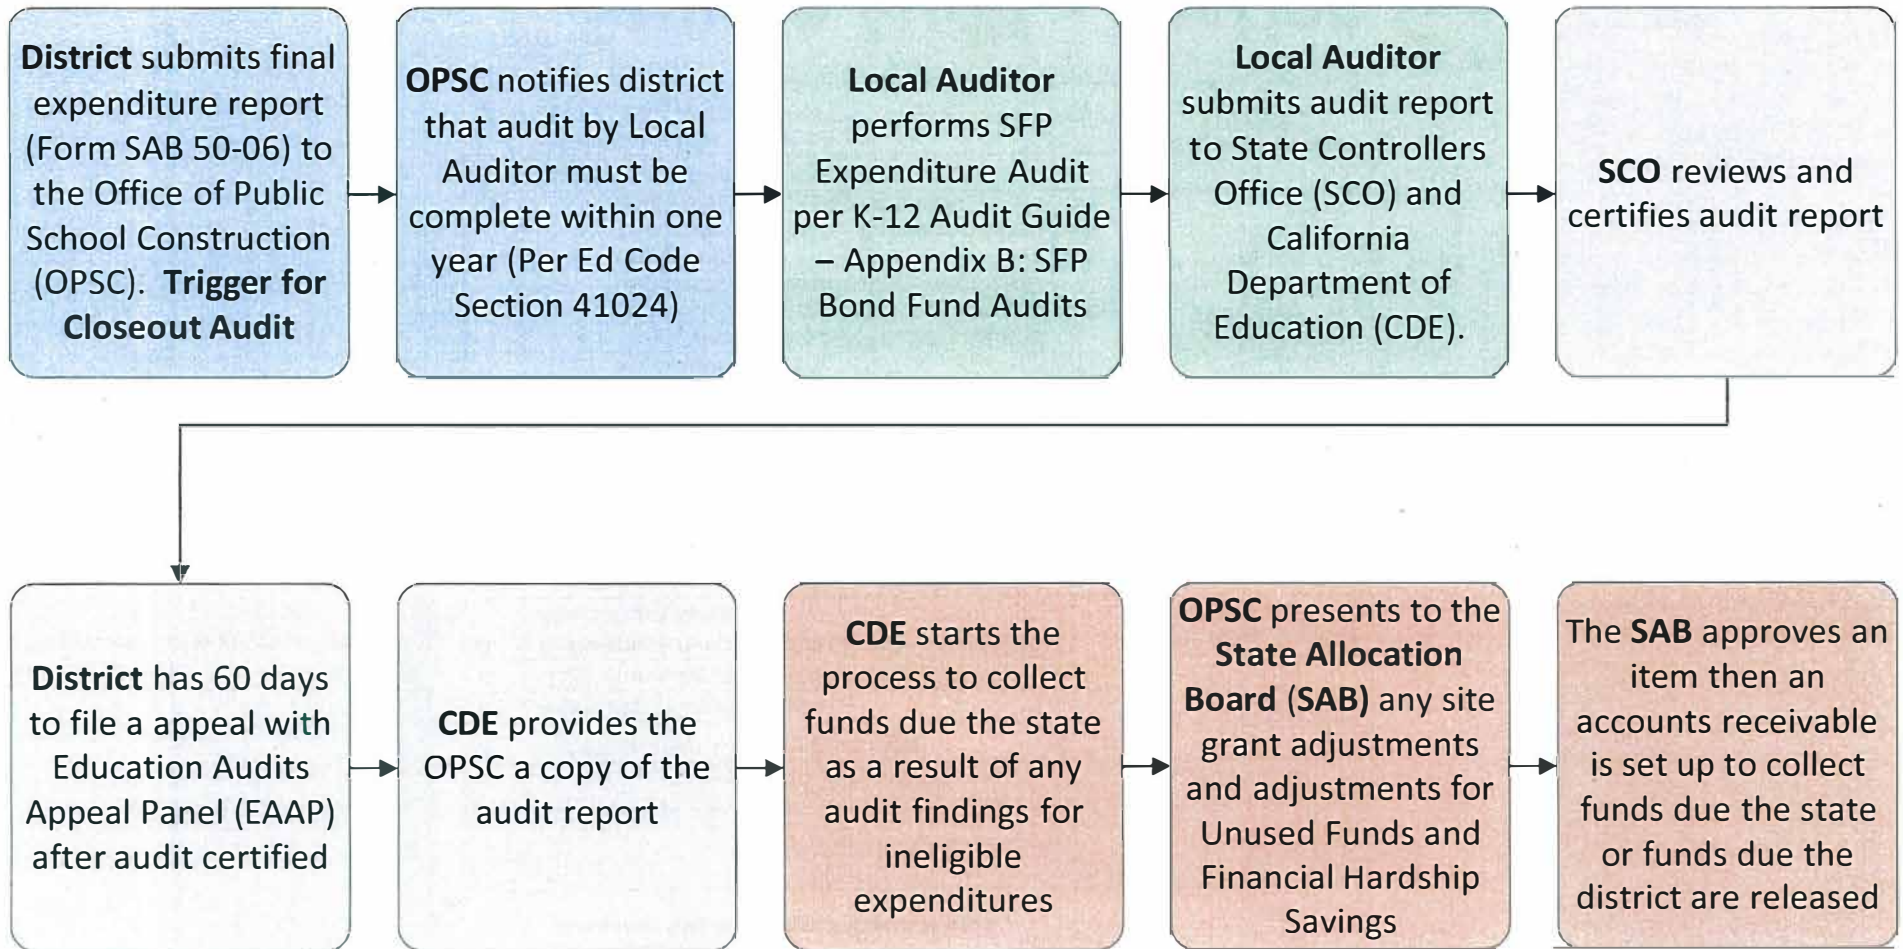 District submits final
expenditure report
(Form SAB 50-06) to
the Office of Public
School Construction
(OPSC). Trigger for
Closeout Audit
OPSC notifies district
that audit by Local
Auditor must be
complete within one
year (Per Ed Code
Section 41024)
Local Auditor
performs SFP
Expenditure Audit
per K-12 Audit Guide
– Appendix B: SFP
Bond Fund Audits
Local Auditor
submits audit report
to State Controllers
Office (SCO) and
California
Department of
Education (CDE).
SCO reviews and
certifies audit report
District has 60 days
to file a appeal with
Education Audits
Appeal Panel (EAAP)
after audit certified
CDE provides the
OPSC a copy of the
audit report
CDE starts the
process to collect
funds due the state
as a result of any
audit findings for
ineligible
expenditures
OPSC presents to the
State Allocation
Board (SAB) any site
grant adjustments
and adjustments for
Unused Funds and
Financial Hardship
Savings
The SAB approves an
item then an
accounts receivable
is set up to collect
funds due the state
or funds due the
district are released